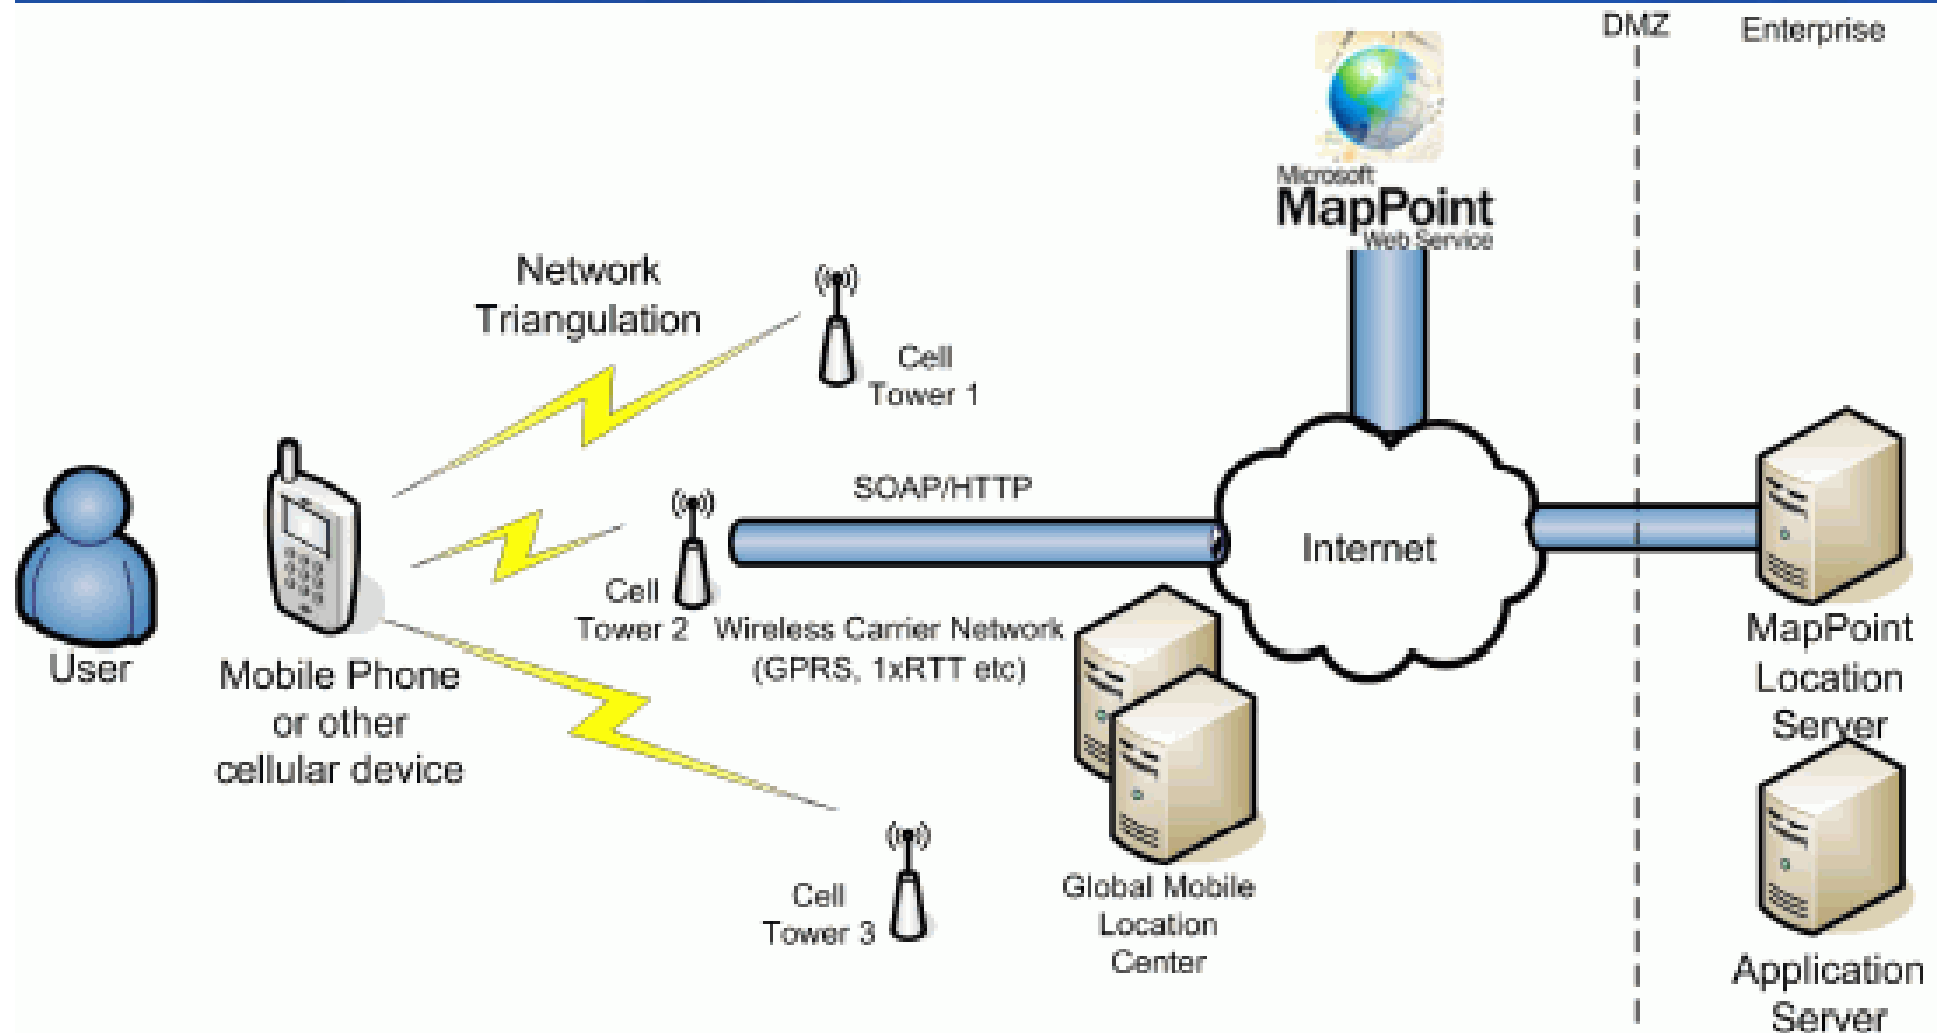 DMZ
Enterprise
Microsoft
MapPoint
Web Service
Network
Triangulation
Cell
Tower 1
SOAP/HTTP
Internet
Cell
Tower 2
Wireless Carrier Network
(GPRS, 1xRTT etc)
User
Mobile Phone
or other
cellular device
MapPoint
Location
Server
Cell
Tower 3
Global Mobile
Location
Center
Application
Server